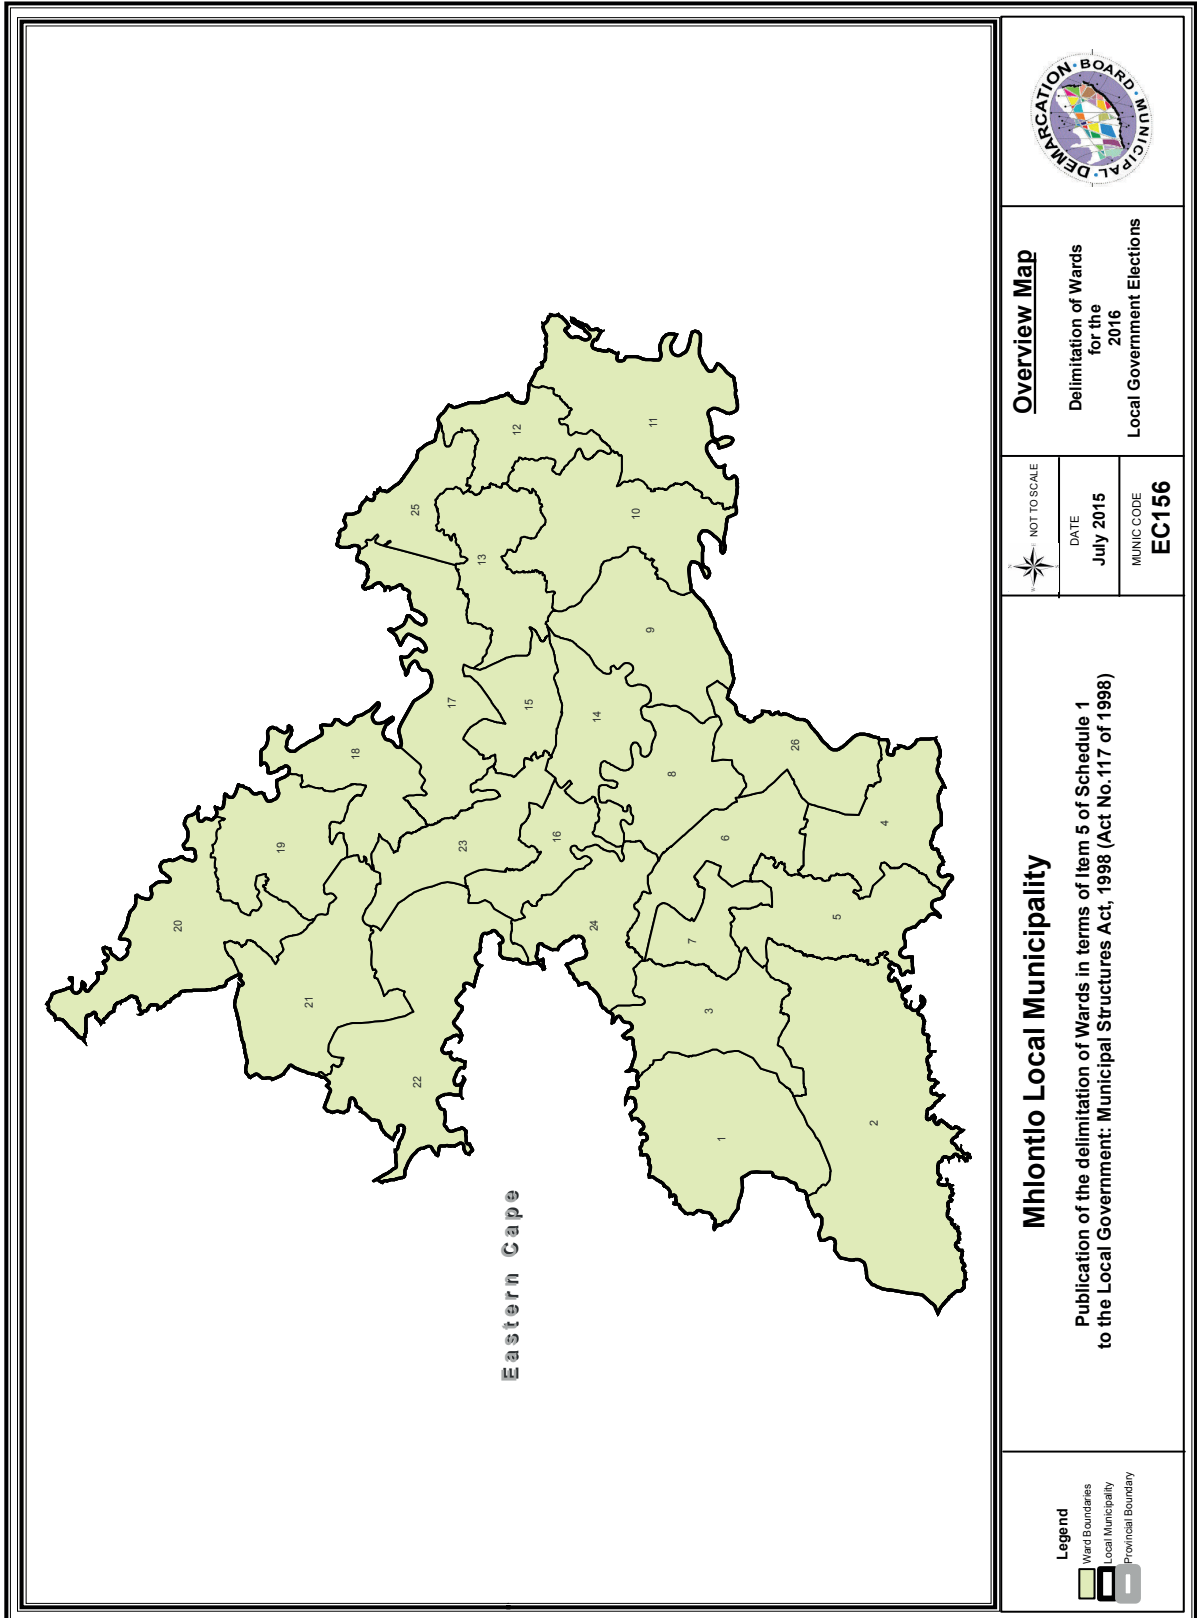 20
19
21
18
22
23
17
25
13
12
15
16
14
24
10
11
9
8
26
6
7
3
5
4
1
2
Eastern Cape
Legend
Ward Boundaries
Local Municipality
Provincial Boundary
Mhlontlo Local Municipality
Publication of the delimitation of Wards in terms of Item 5 of Schedule 1
to the Local Government: Municipal Structures Act, 1998 (Act No.117 of 1998)
NOT TO SCALE
DATE
July 2015
MUNIC CODE
EC156
Overview Map
Delimitation of Wards
for the
2016
Local Government Elections
MUNICIPAL • DEMARCATION • BOARD •